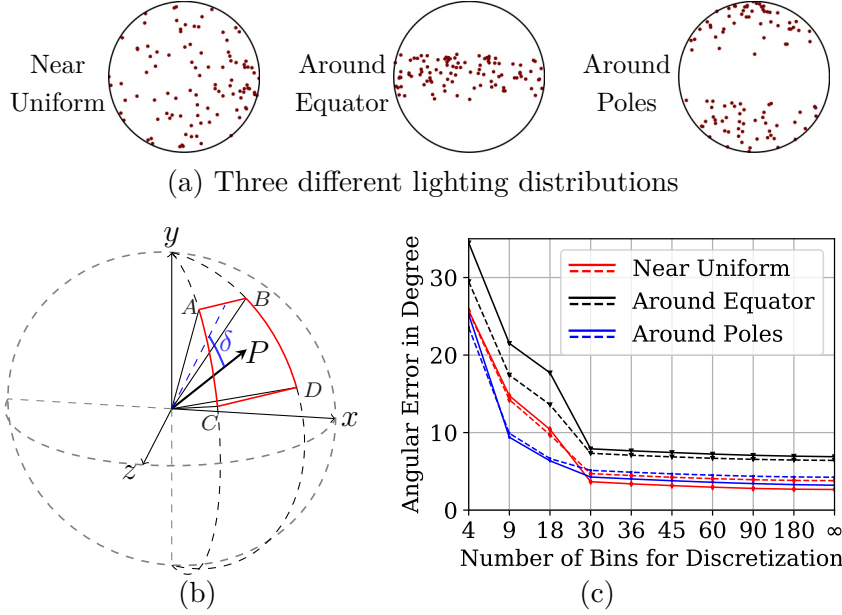 Near
Uniform
Around
Equator
Around
Poles
(a) Three different lighting distributions
y
A
B
δ
P
D
C
x
z
(b)
Angular Error in Degree
30
20
10
0
Near Uniform
Around Equator
Around Poles
4 9 18 30 36 45 60 90 180 ∞
Number of Bins for Discretization
(c)